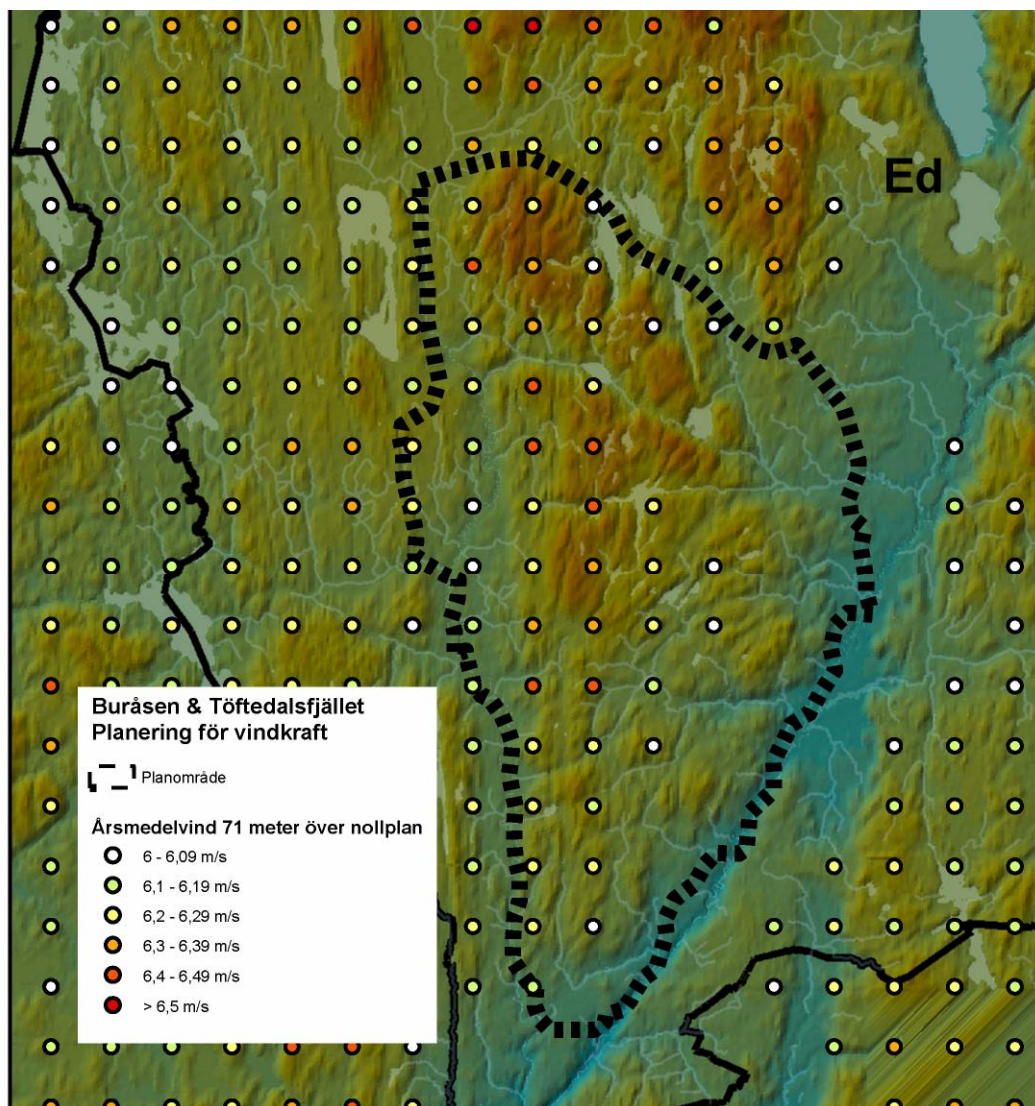 Ed
Buråsen & Töftedalsfjället
Planering för vindkraft
Planområde
Årsmedelvind 71 meter över nollplan
6 - 6,09 m/s
6,1 - 6,19 m/s
6,2 - 6,29 m/s
6,3 - 6,39 m/s
6,4 - 6,49 m/s
> 6,5 m/s